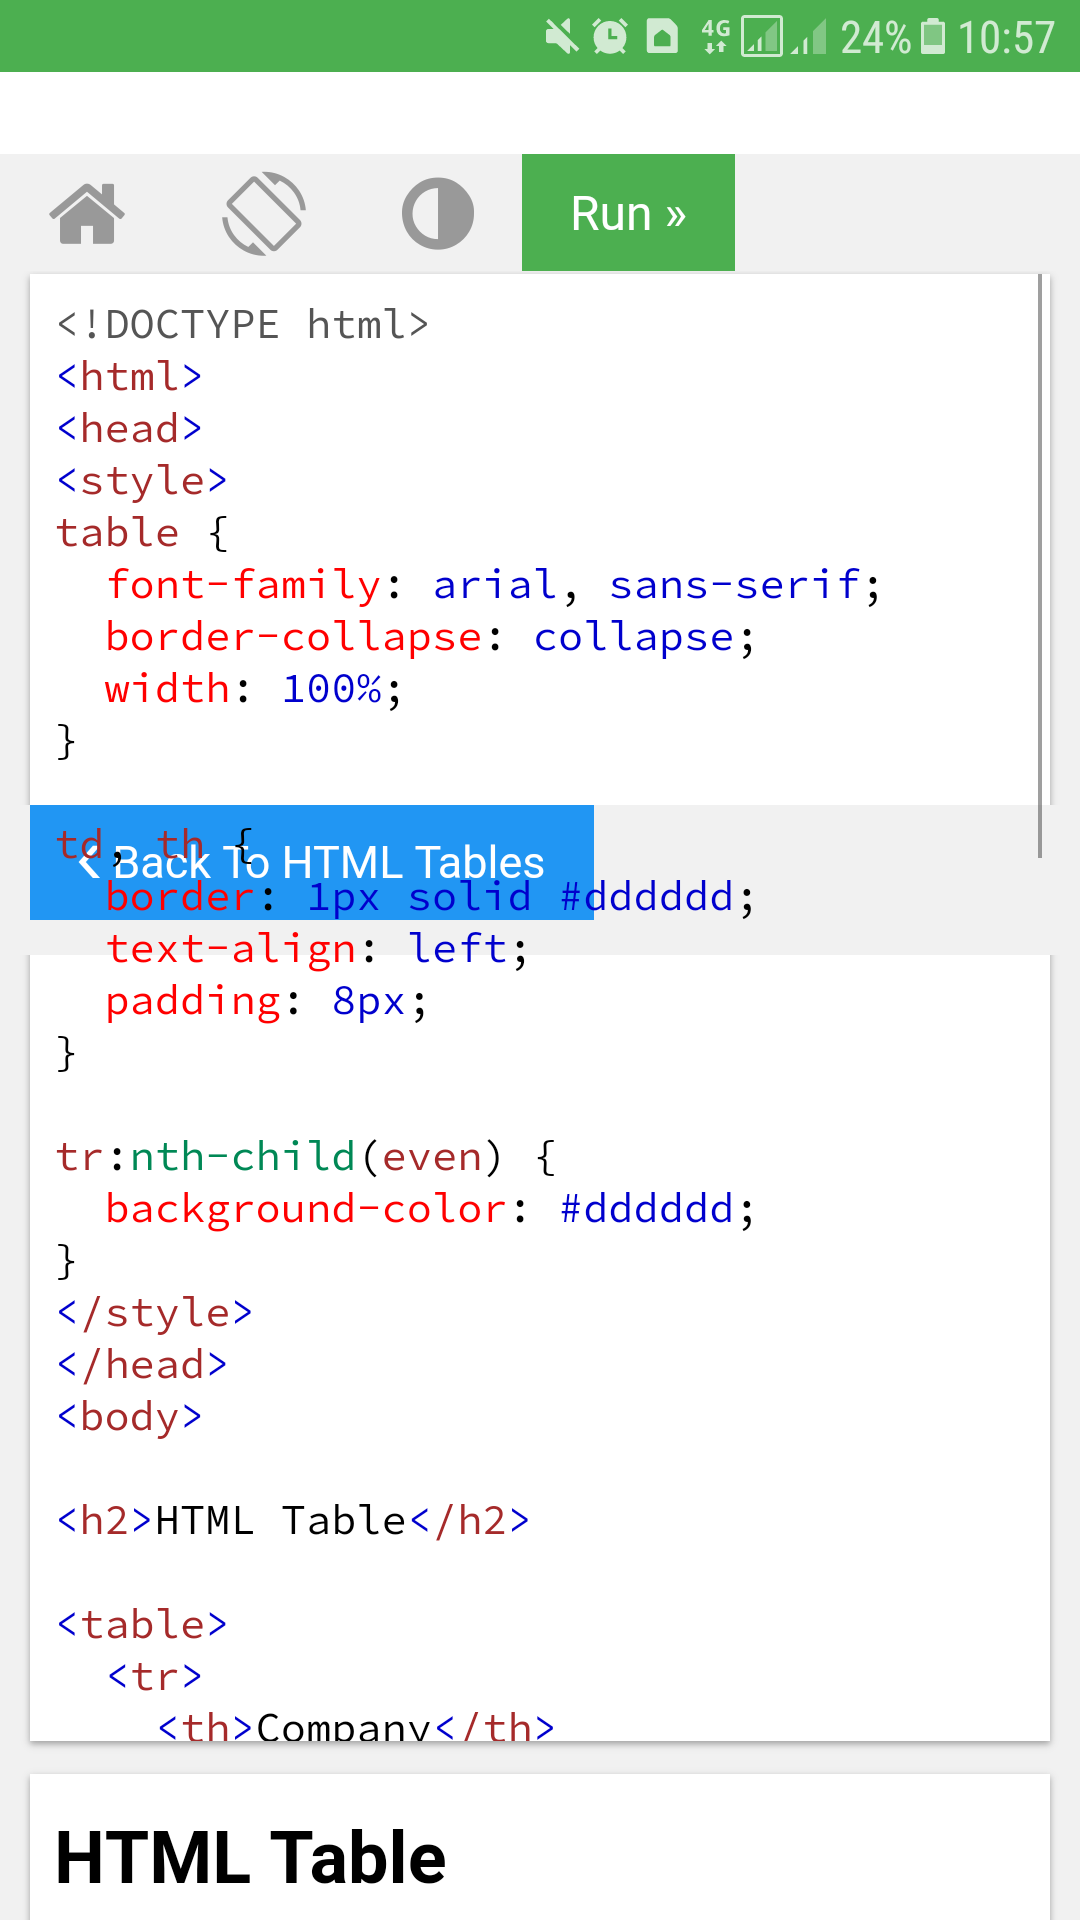 4G 24% 10:57
Run »
<!DOCTYPE html>
<html>
<head>
<style>
table {
  font-family: arial, sans-serif;
  border-collapse: collapse;
  width: 100%;
}
td, th {
Back To HTML Tables
  border: 1px solid #dddddd;
  text-align: left;
  padding: 8px;
}
tr:nth-child(even) {
  background-color: #dddddd;
}
</style>
</head>
<body>
<h2>HTML Table</h2>
<table>
  <tr>
    <th>Company</th>
HTML Table